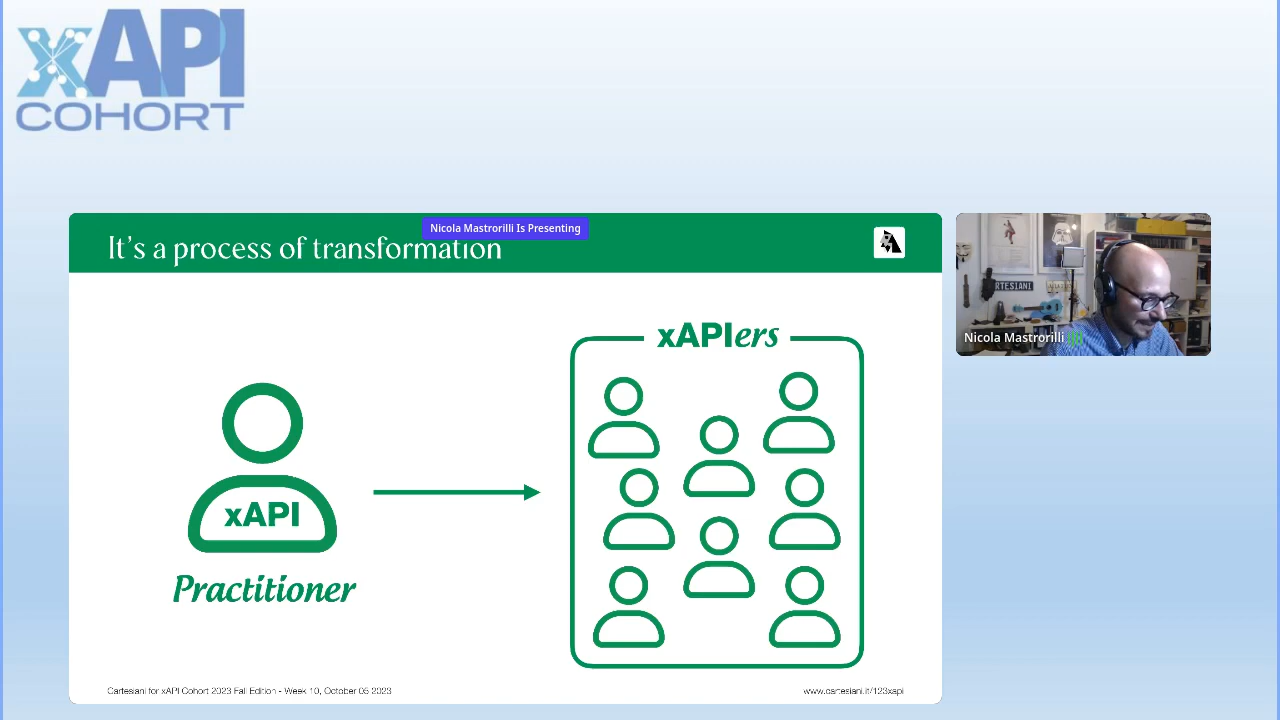 xAPI
COHORT
Nicola Mastrorilli Is Presenting
It's a process of transformation
xAPIers
xAPI
Practitioner
Cartesiani for xAPI Cohort 2023 Fall Edition - Week 10, October 05 2023
www.cartesiani.it/123xapi
RTESIANI
Nicola Mastrorilli